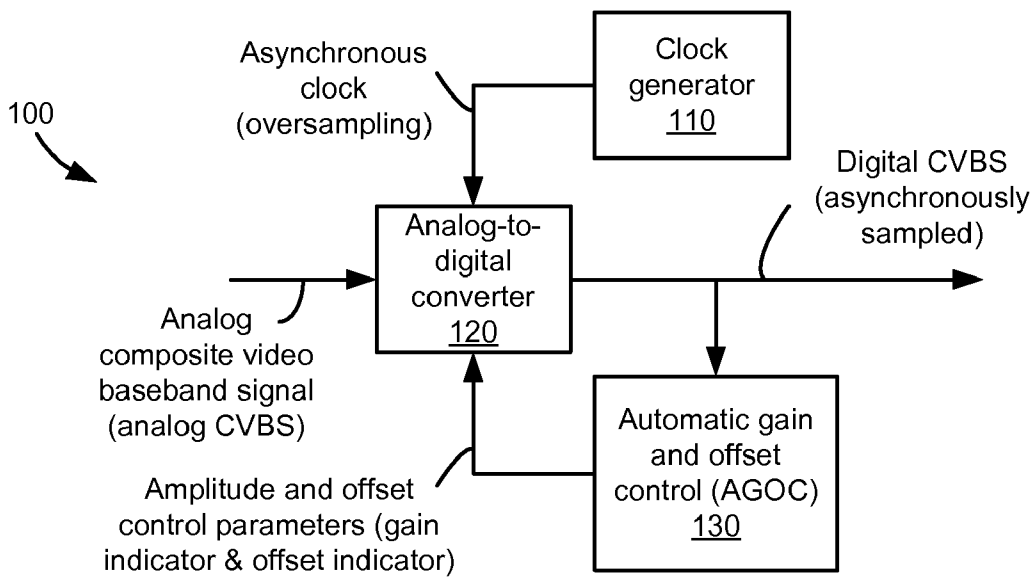 Asynchronous
clock
(oversampling)
Clock
generator
110
100
Digital CVBS
(asynchronously
sampled)
Analog-to-
digital
converter
120
Analog
composite video
baseband signal
(analog CVBS)
Automatic gain
and offset
control (AGOC)
130
Amplitude and offset
control parameters (gain
indicator & offset indicator)